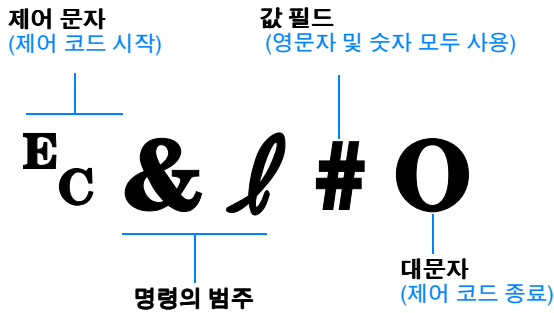 제어 문자
(제어 코드 시작)
값 필드
(영문자 및 숫자 모두 사용)
EC & ℓ # O
명령의 범주
대문자
(제어 코드 종료)